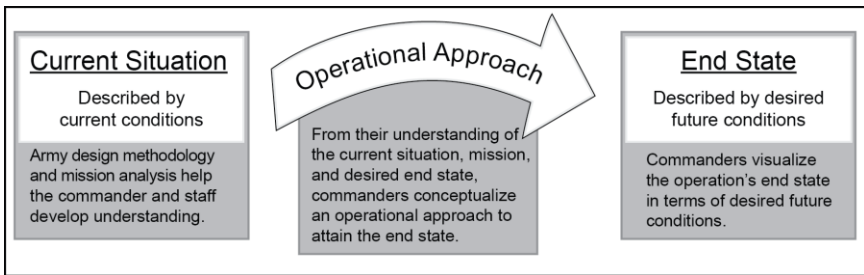 Current Situation
Described by
current conditions
Army design methodology
and mission analysis help
the commander and staff
develop understanding.
Operational Approach
From their understanding of
the current situation, mission,
and desired end state,
commanders conceptualize
an operational approach to
attain the end state.
End State
Described by desired
future conditions
Commanders visualize
the operation's end state
in terms of desired future
conditions.